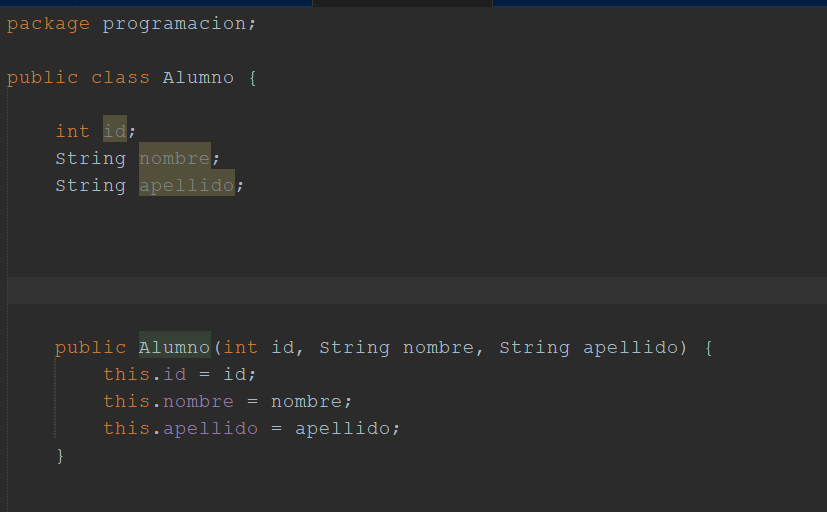 package programacion;
public class Alumno {
int id;
String nombre;
String apellido;
public Alumno(int id, String nombre, String apellido) {
this.id = id;
this.nombre = nombre;
this.apellido = apellido;
}